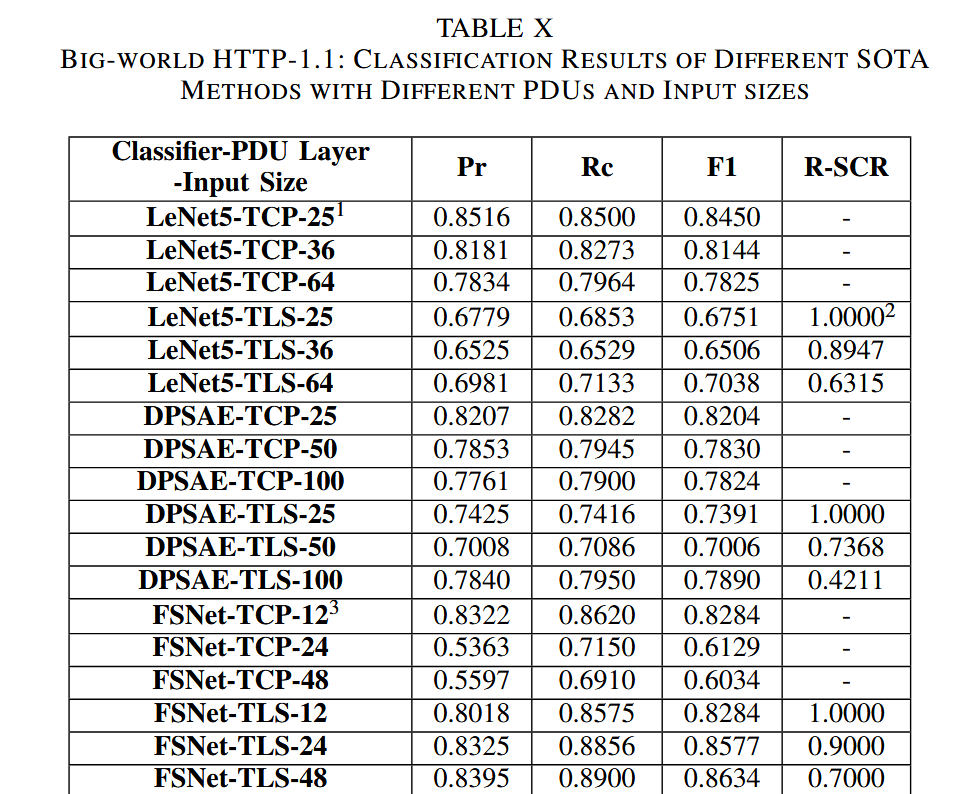 TABLE X
BIG-WORLD HTTP-1.1: CLASSIFICATION RESULTS OF DIFFERENT SOTA
METHODS WITH DIFFERENT PDUS AND INPUT SIZES
Classifier-PDU Layer
-Input Size Pr Rc F1 R-SCR
LeNet5-TCP-25¹ 0.8516 0.8500 0.8450 -
LeNet5-TCP-36 0.8181 0.8273 0.8144 -
LeNet5-TCP-64 0.7834 0.7964 0.7825 -
LeNet5-TLS-25 0.6779 0.6853 0.6751 1.0000²
LeNet5-TLS-36 0.6525 0.6529 0.6506 0.8947
LeNet5-TLS-64 0.6981 0.7133 0.7038 0.6315
DPSAE-TCP-25 0.8207 0.8282 0.8204 -
DPSAE-TCP-50 0.7853 0.7945 0.7830 -
DPSAE-TCP-100 0.7761 0.7900 0.7824 -
DPSAE-TLS-25 0.7425 0.7416 0.7391 1.0000
DPSAE-TLS-50 0.7008 0.7086 0.7006 0.7368
DPSAE-TLS-100 0.7840 0.7950 0.7890 0.4211
FSNet-TCP-12³ 0.8322 0.8620 0.8284 -
FSNet-TCP-24 0.5363 0.7150 0.6129 -
FSNet-TCP-48 0.5597 0.6910 0.6034 -
FSNet-TLS-12 0.8018 0.8575 0.8284 1.0000
FSNet-TLS-24 0.8325 0.8856 0.8577 0.9000
FSNet-TLS-48 0.8395 0.8900 0.8634 0.7000